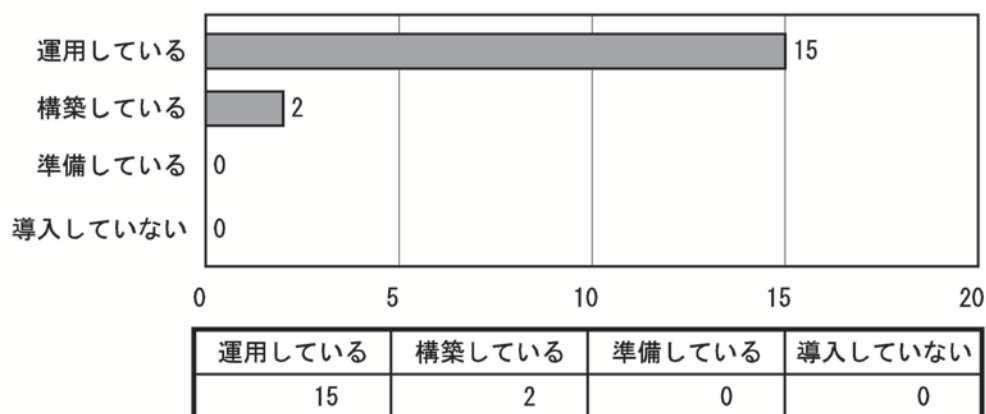 運用している 15
構築している 2
準備している 0
導入していない 0
0 5 10 15 20
運用している 構築している 準備している 導入していない
15 2 0 0